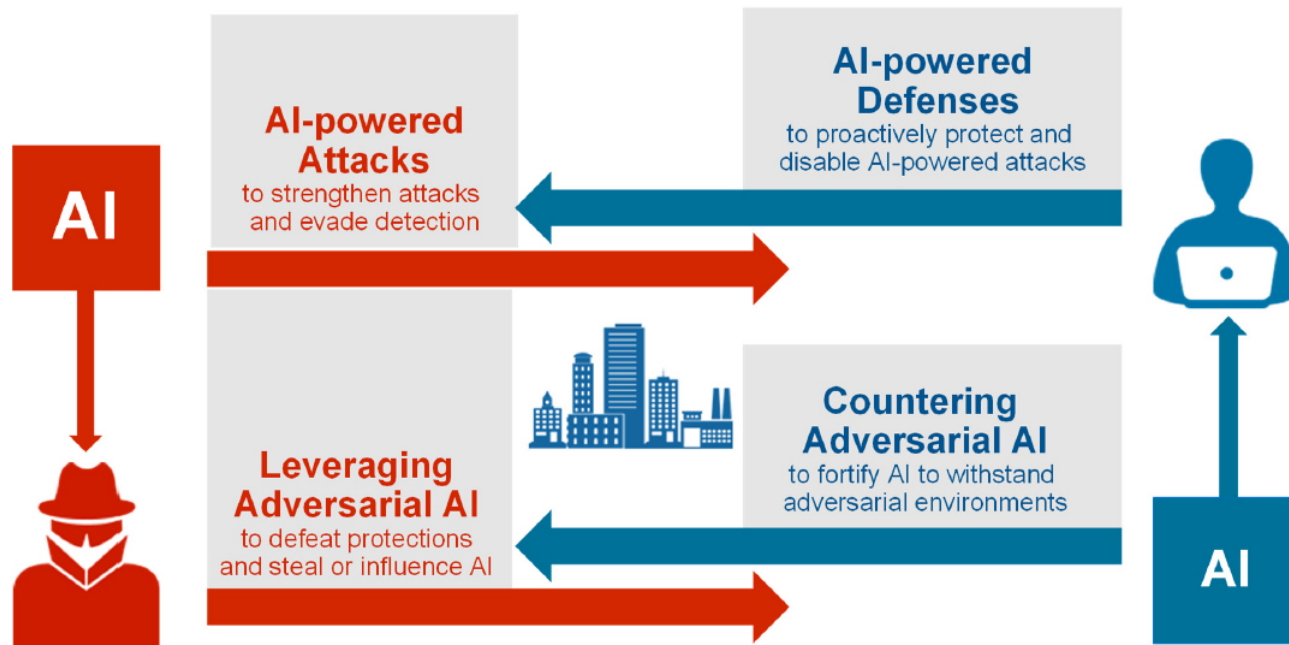 AI
AI-powered
Attacks
to strengthen attacks
and evade detection
AI-powered
Defenses
to proactively protect and
disable AI-powered attacks
Leveraging
Adversarial AI
to defeat protections
and steal or influence AI
Countering
Adversarial AI
to fortify AI to withstand
adversarial environments
AI